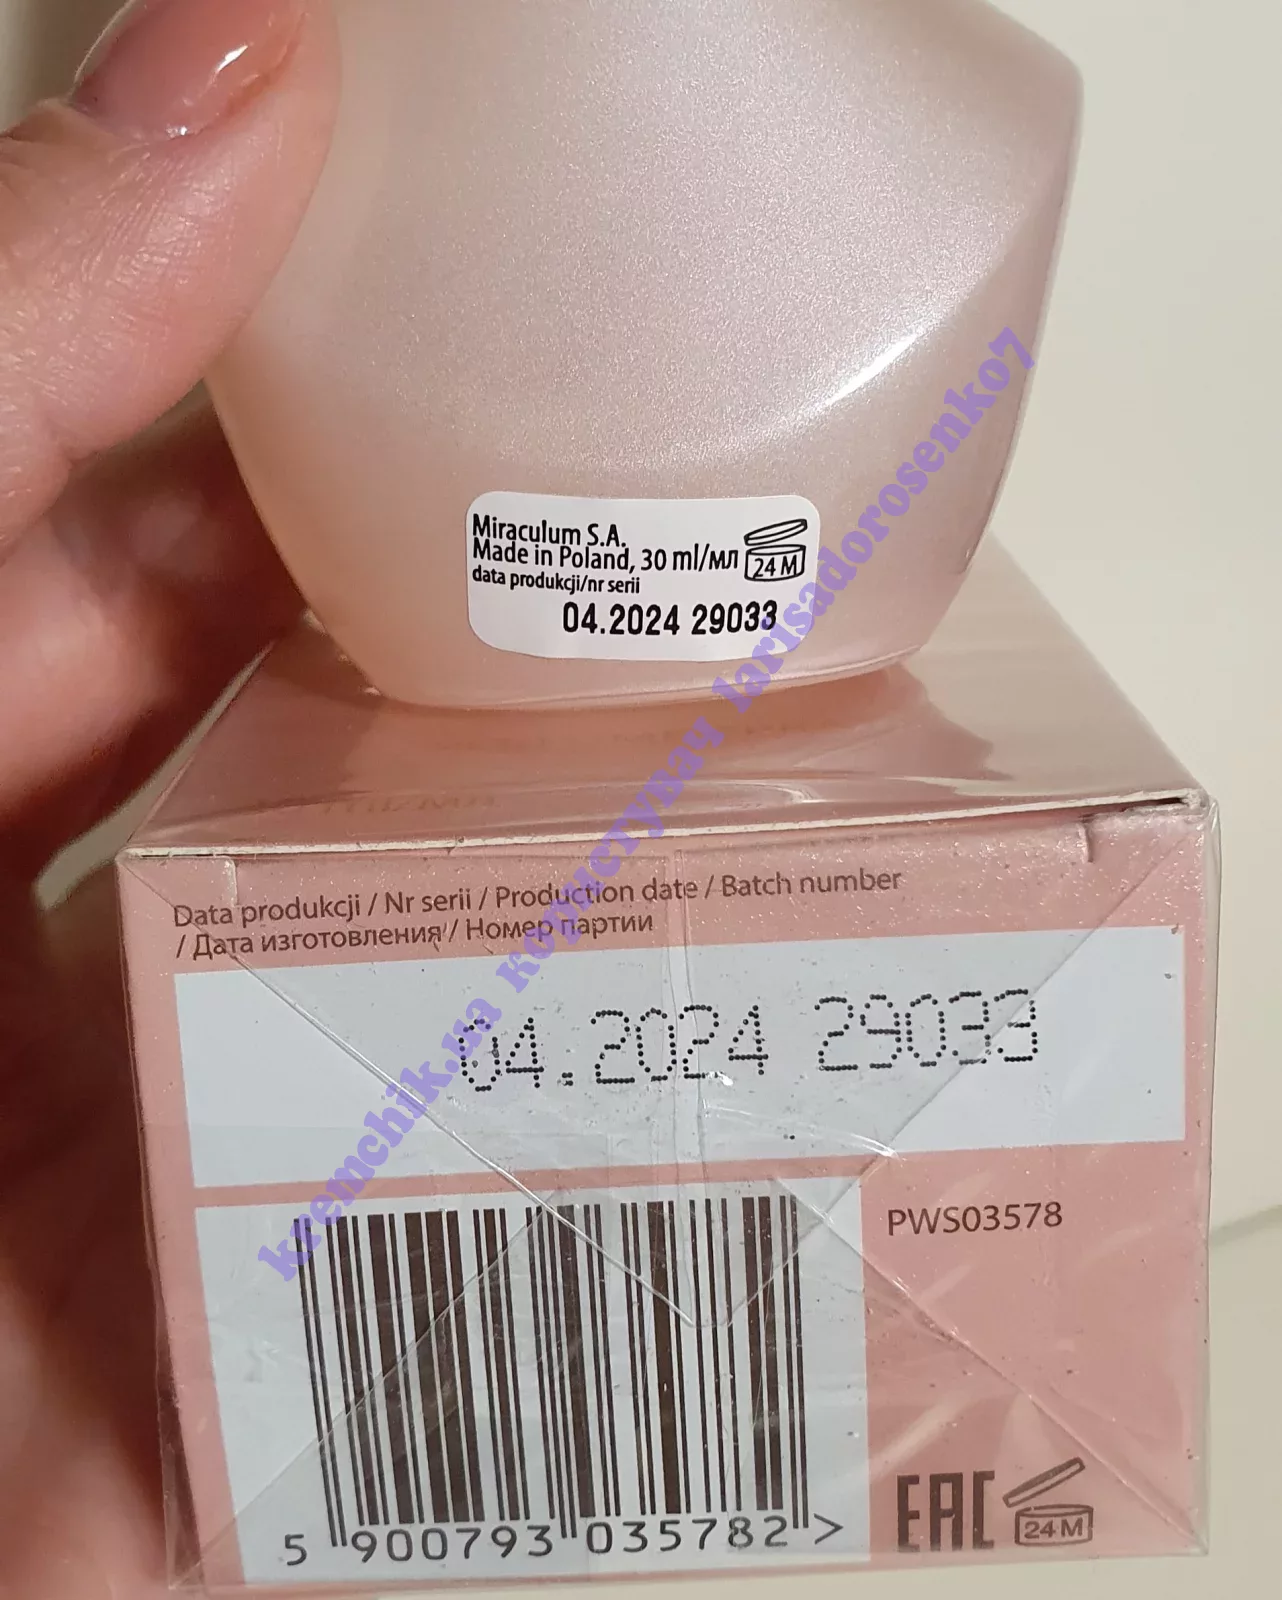 Miraculum S.A.
Made in Poland, 30 ml/мл
24 M
data produkcji/nr serii
04.2024 29033
Data produkcji / Nr serii / Production date / Batch number
/ Дата изготовления / Номер партии
04.2024 29033
PWS03578
EAC
24 M
5 900793 035782 >
kremchik.ua користувач larisadorosenko7